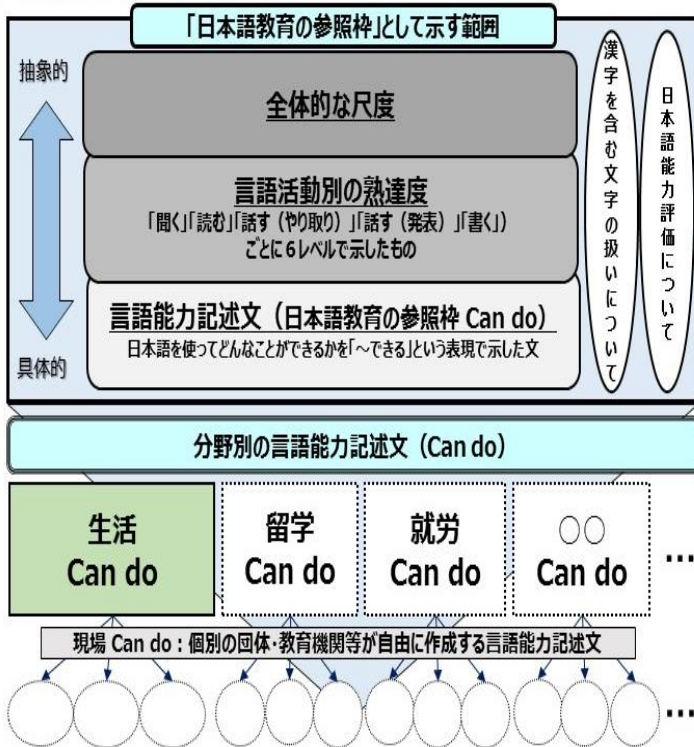 「日本語教育の参照枠」として示す範囲
抽象的
具体的
全体的な尺度
言語活動別の熟達度
「聞く」「読む」「話す（やり取り）」「話す（発表）「書く」）
ごとに６レベルで示したもの
言語能力記述文（日本語教育の参照枠 Can do）
日本語を使ってどんなことができるかを「～できる」という表現で示した文
漢字を含む文字の扱いについて
日本語能力評価について
分野別の言語能力記述文（Can do）
生活
Can do
留学
Can do
就労
Can do
○○
Can do
…
現場 Can do：個別の団体・教育機関等が自由に作成する言語能力記述文
…